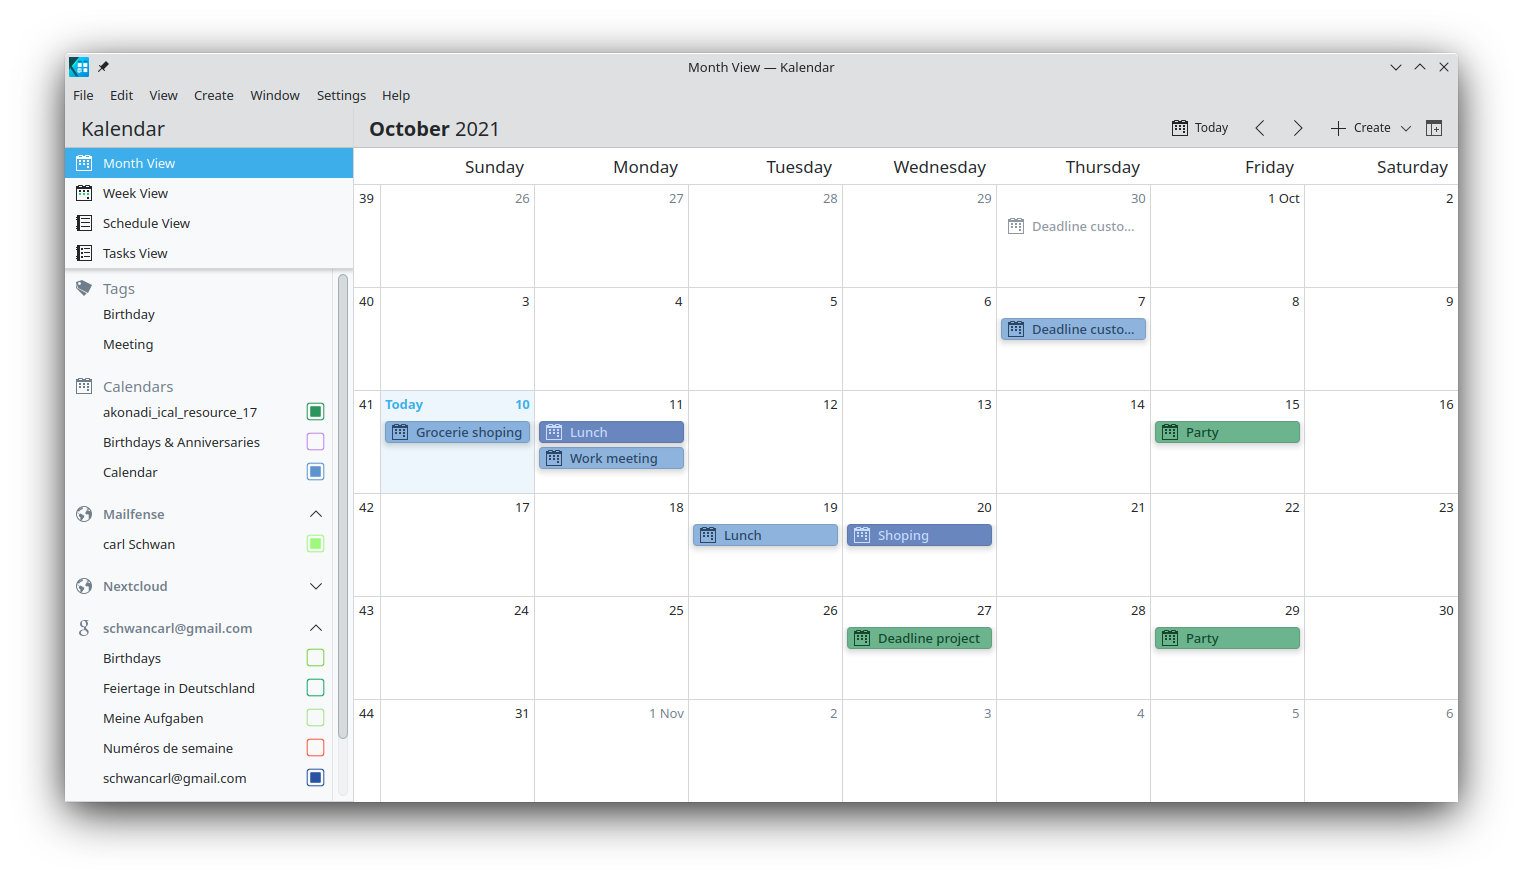 Month View — Kalendar
File Edit View Create Window Settings Help
Kalendar
Month View
Week View
Schedule View
Tasks View
Tags
Birthday
Meeting
Calendars
akonadi_ical_resource_17
Birthdays & Anniversaries
Calendar
Mailfense
carl Schwan
Nextcloud
schwancarl@gmail.com
Birthdays
Feiertage in Deutschland
Meine Aufgaben
Numéros de semaine
schwancarl@gmail.com
October 2021
Today
Create
Sunday Monday Tuesday Wednesday Thursday Friday Saturday
39 26 27 28 29 30 1 Oct 2
Deadline custo...
40 3 4 5 6 7 8 9
Deadline custo...
41 Today 10 11 12 13 14 15 16
Grocerie shoping Lunch Party
Work meeting
42 17 18 19 20 21 22 23
Lunch Shoping
43 24 25 26 27 28 29 30
Deadline project Party
44 31 1 Nov 2 3 4 5 6